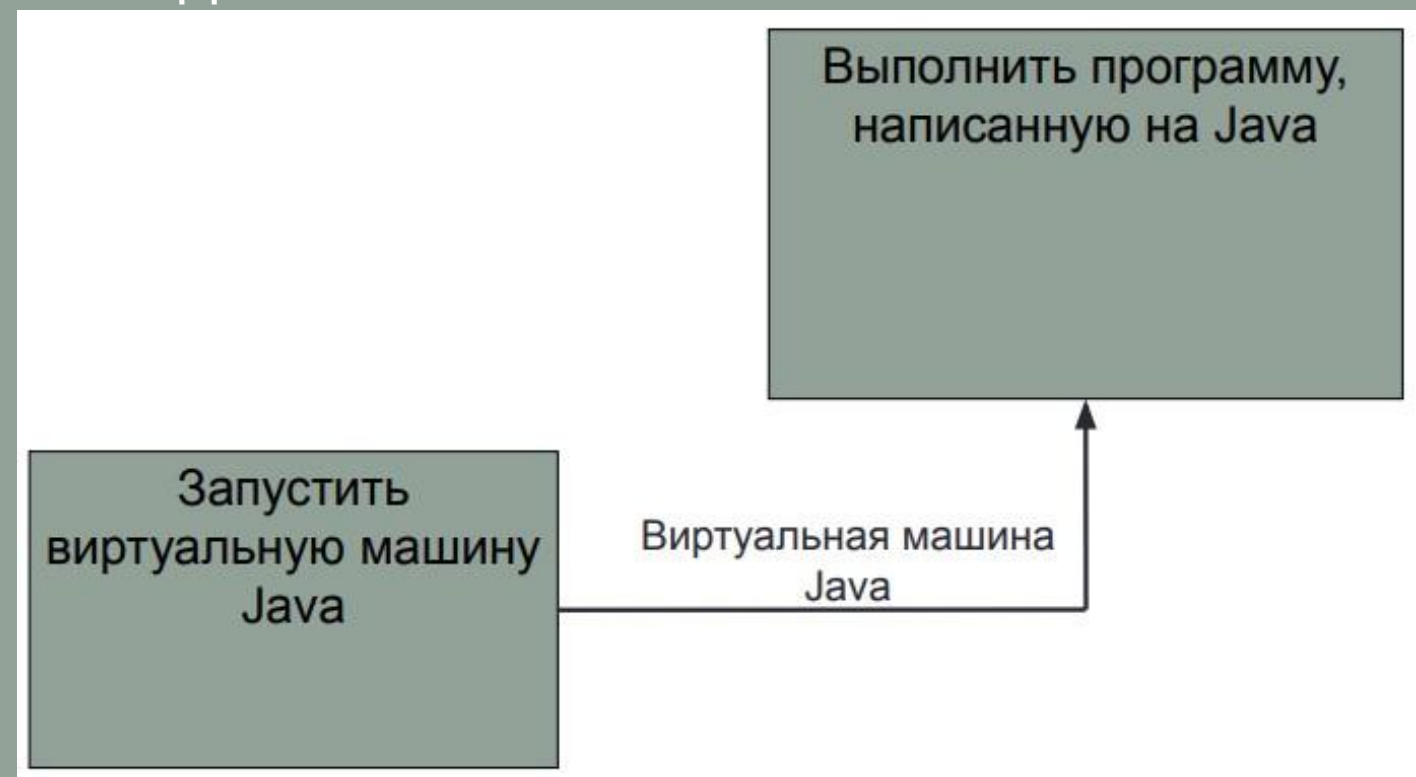 Выполнить программу,
написанную на Java
Запустить
виртуальную машину
Java
Виртуальная машина
Java